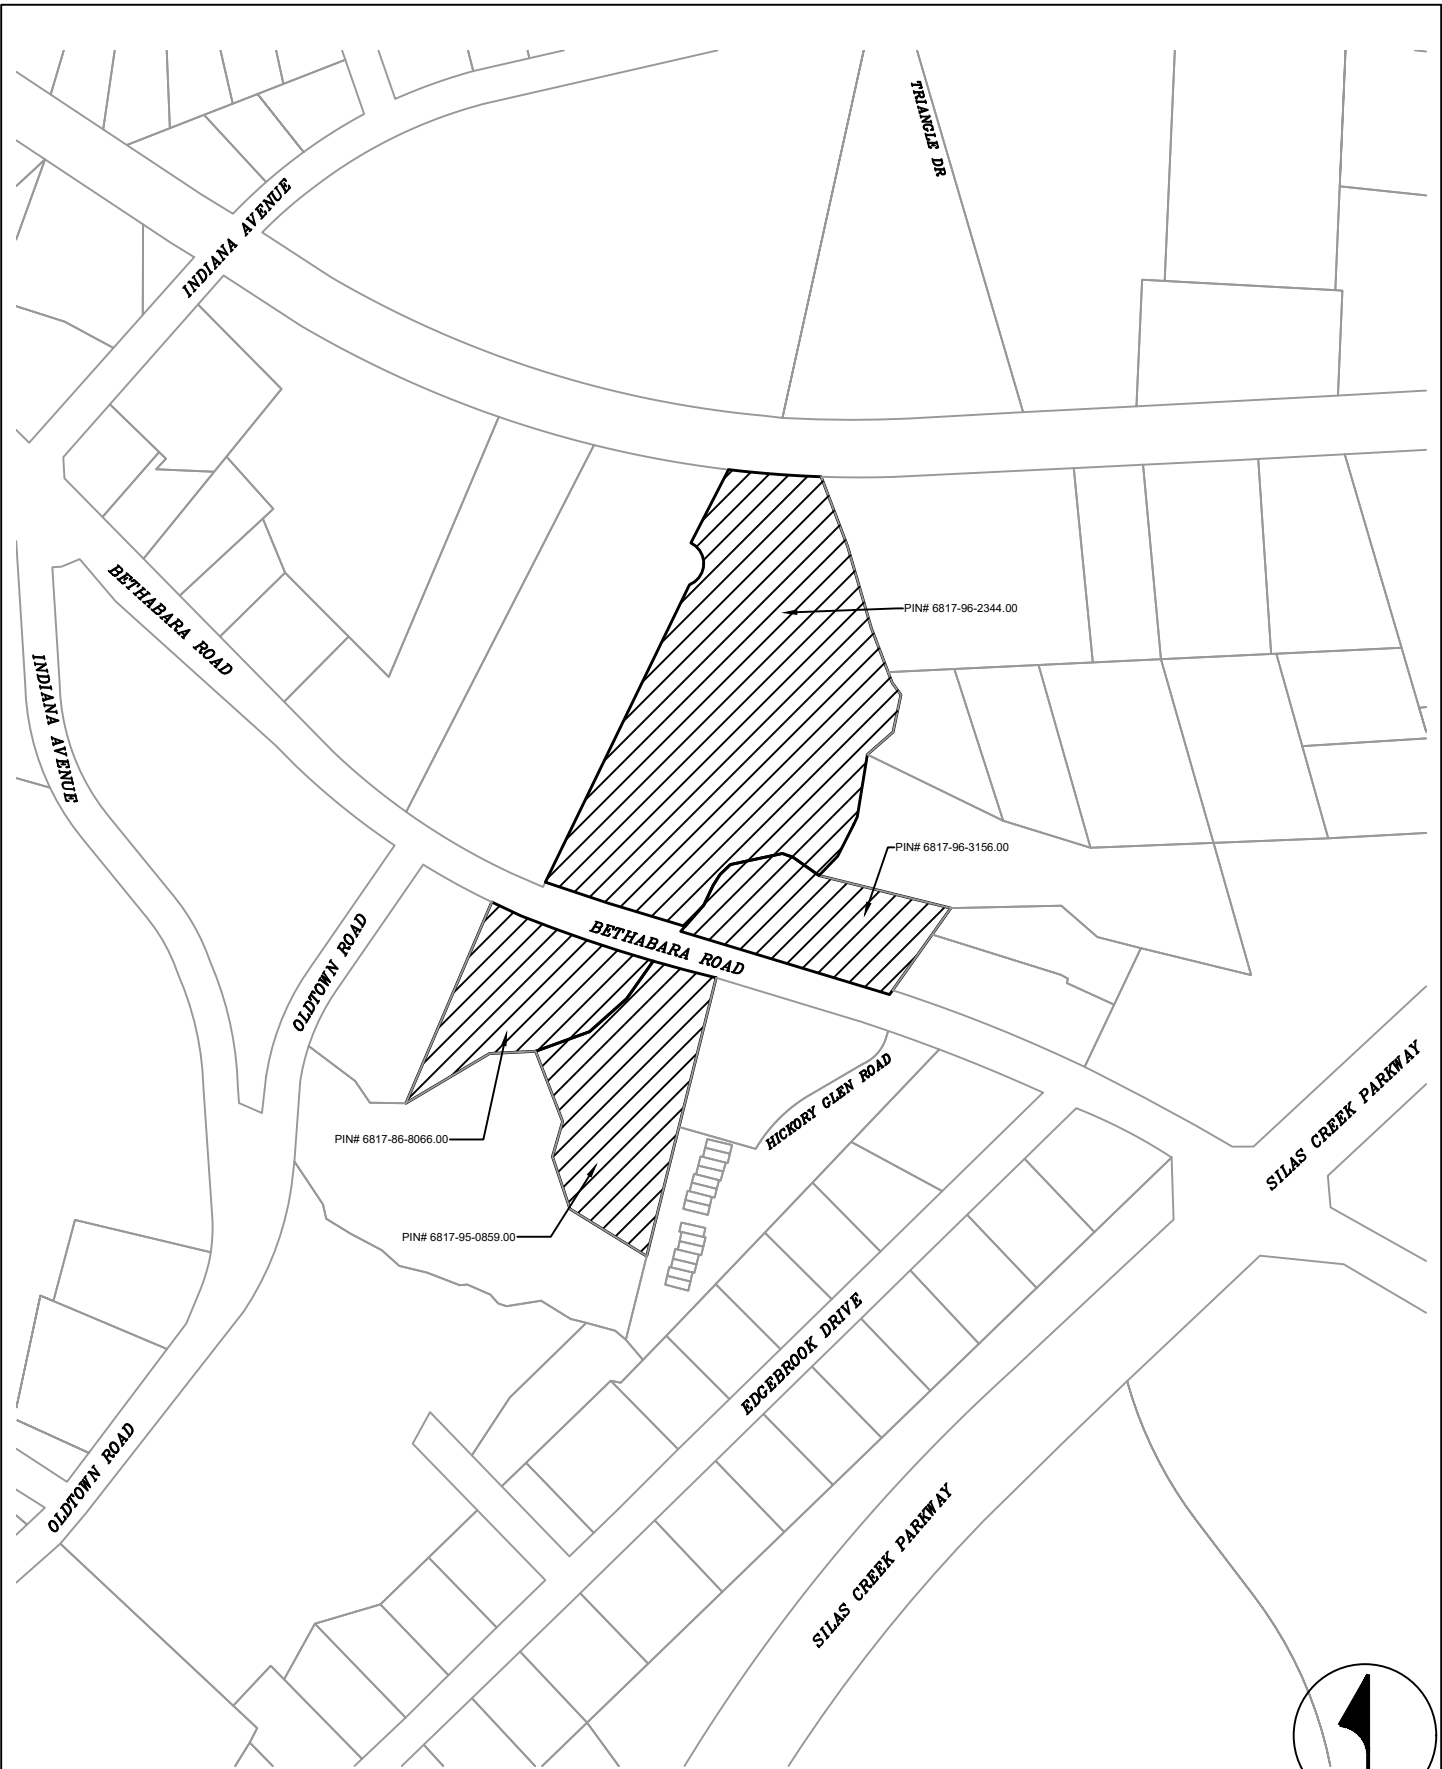 TRIANGLE DR
INDIANA AVENUE
PIN# 6817-96-2344.00
BETHABARA ROAD
INDIANA AVENUE
PIN# 6817-96-3156.00
BETHABARA ROAD
OLDTOWN ROAD
HICKORY GLEN ROAD
SILAS CREEK PARKWAY
PIN# 6817-86-8066.00
PIN# 6817-95-0859.00
EDGEBROOK DRIVE
OLDTOWN ROAD
SILAS CREEK PARKWAY